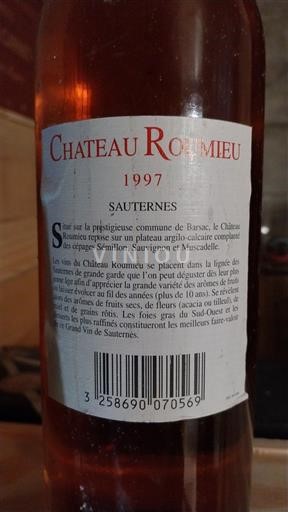 CHATEAU ROUMIEU
1997
SAUTERNES
Situé sur la prestigieuse commune de Barsac, le Château
Roumieu repose sur un plateau argilo-calcaire complanté
des cépages Sémillon, Sauvignon et Muscadelle.
VINIOU
Les vins du Château Roumieu se placent dans la lignée des
Sauternes de grande garde que l'on peut déguster dès leur plus
jeune âge afin d'apprécier la grande variété des arômes de fruits
ou laisser évoluer au fil des années (plus de 10 ans). Se révèlent
alors des arômes de fruits secs, de fleurs (acacia ou tilleul), de
miel et de grains rôtis. Les foies gras du Sud-Ouest et les
desserts les plus raffinés constitueront les meilleurs faire-valoir
de ce Grand Vin de Sauternes.
3 258690 070569